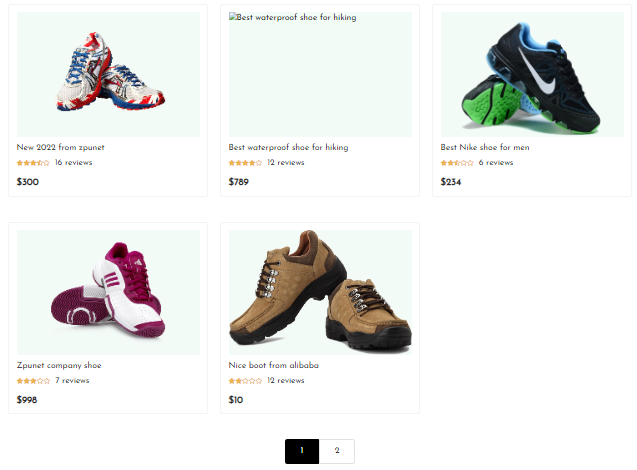 Best waterproof shoe for hiking
New 2022 from zpunet
16 reviews
$300
Best waterproof shoe for hiking
12 reviews
$789
Best Nike shoe for men
6 reviews
$234
Zpunet company shoe
7 reviews
$998
Nice boot from alibaba
12 reviews
$10
1 2